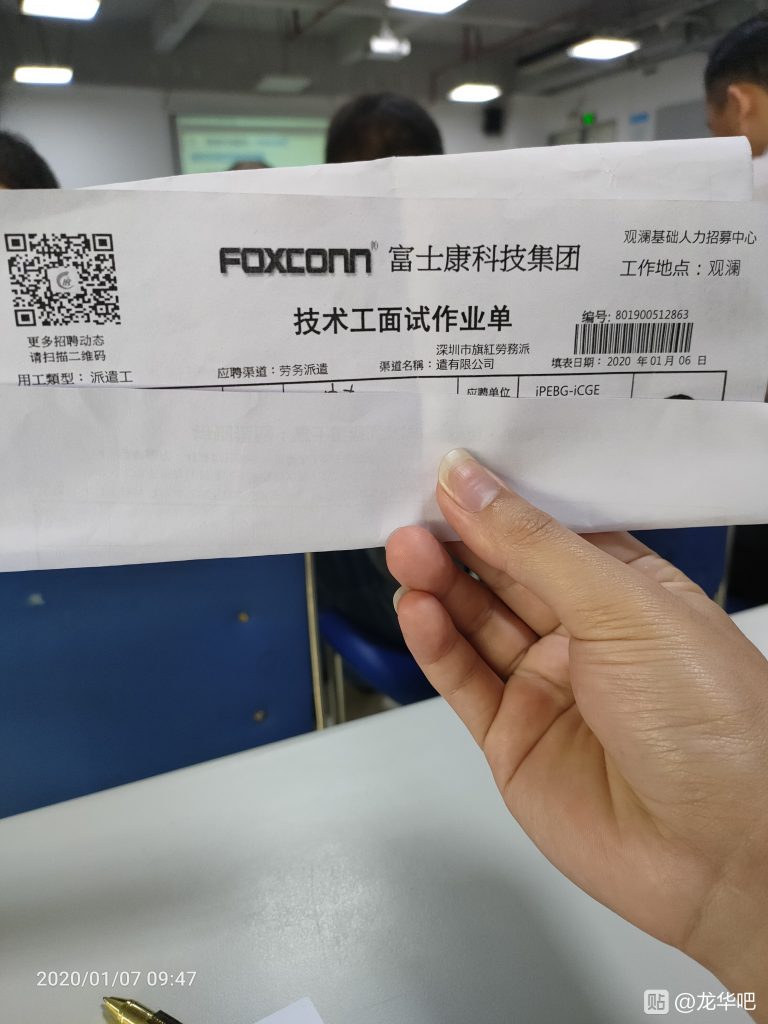 FOXCONN® 富士康科技集团
观澜基础人力招募中心
工作地点：观澜
技术工面试作业单
编号: 801900512863
更多招聘动态
请扫描二维码
用工類型：派遣工
应聘渠道：劳务派遣
渠道名稱：深圳市旗紅勞務派
遣有限公司
填表日期：2020 年 01 月 06 日
应聘单位
iPEBG-iCGE
2020/01/07 09:47
贴 @龙华吧